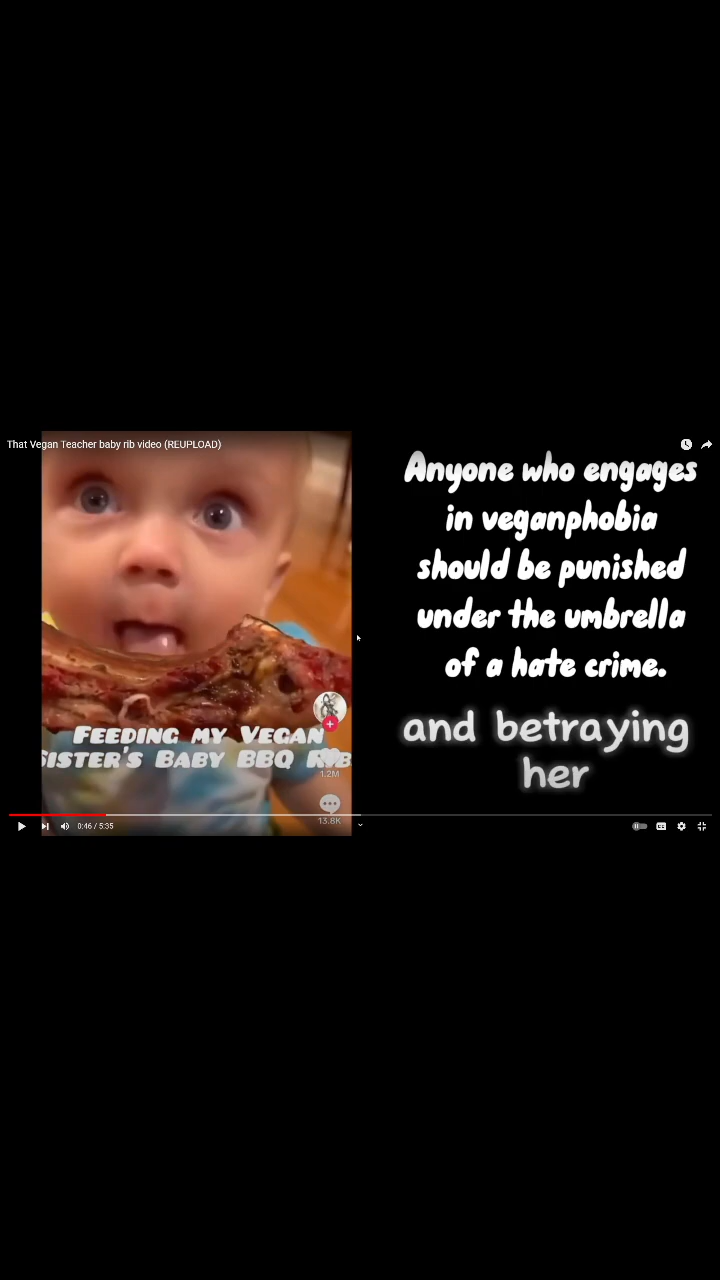 That Vegan Teacher baby rib video (REUPLOAD)
Anyone who engages
in veganphobia
should be punished
under the umbrella
of a hate crime.
and betraying
her
FEEDING MY VEGAN
SISTER'S BABY BBQ RIB
1.2M
13.8K
0:46 / 5:35
CC